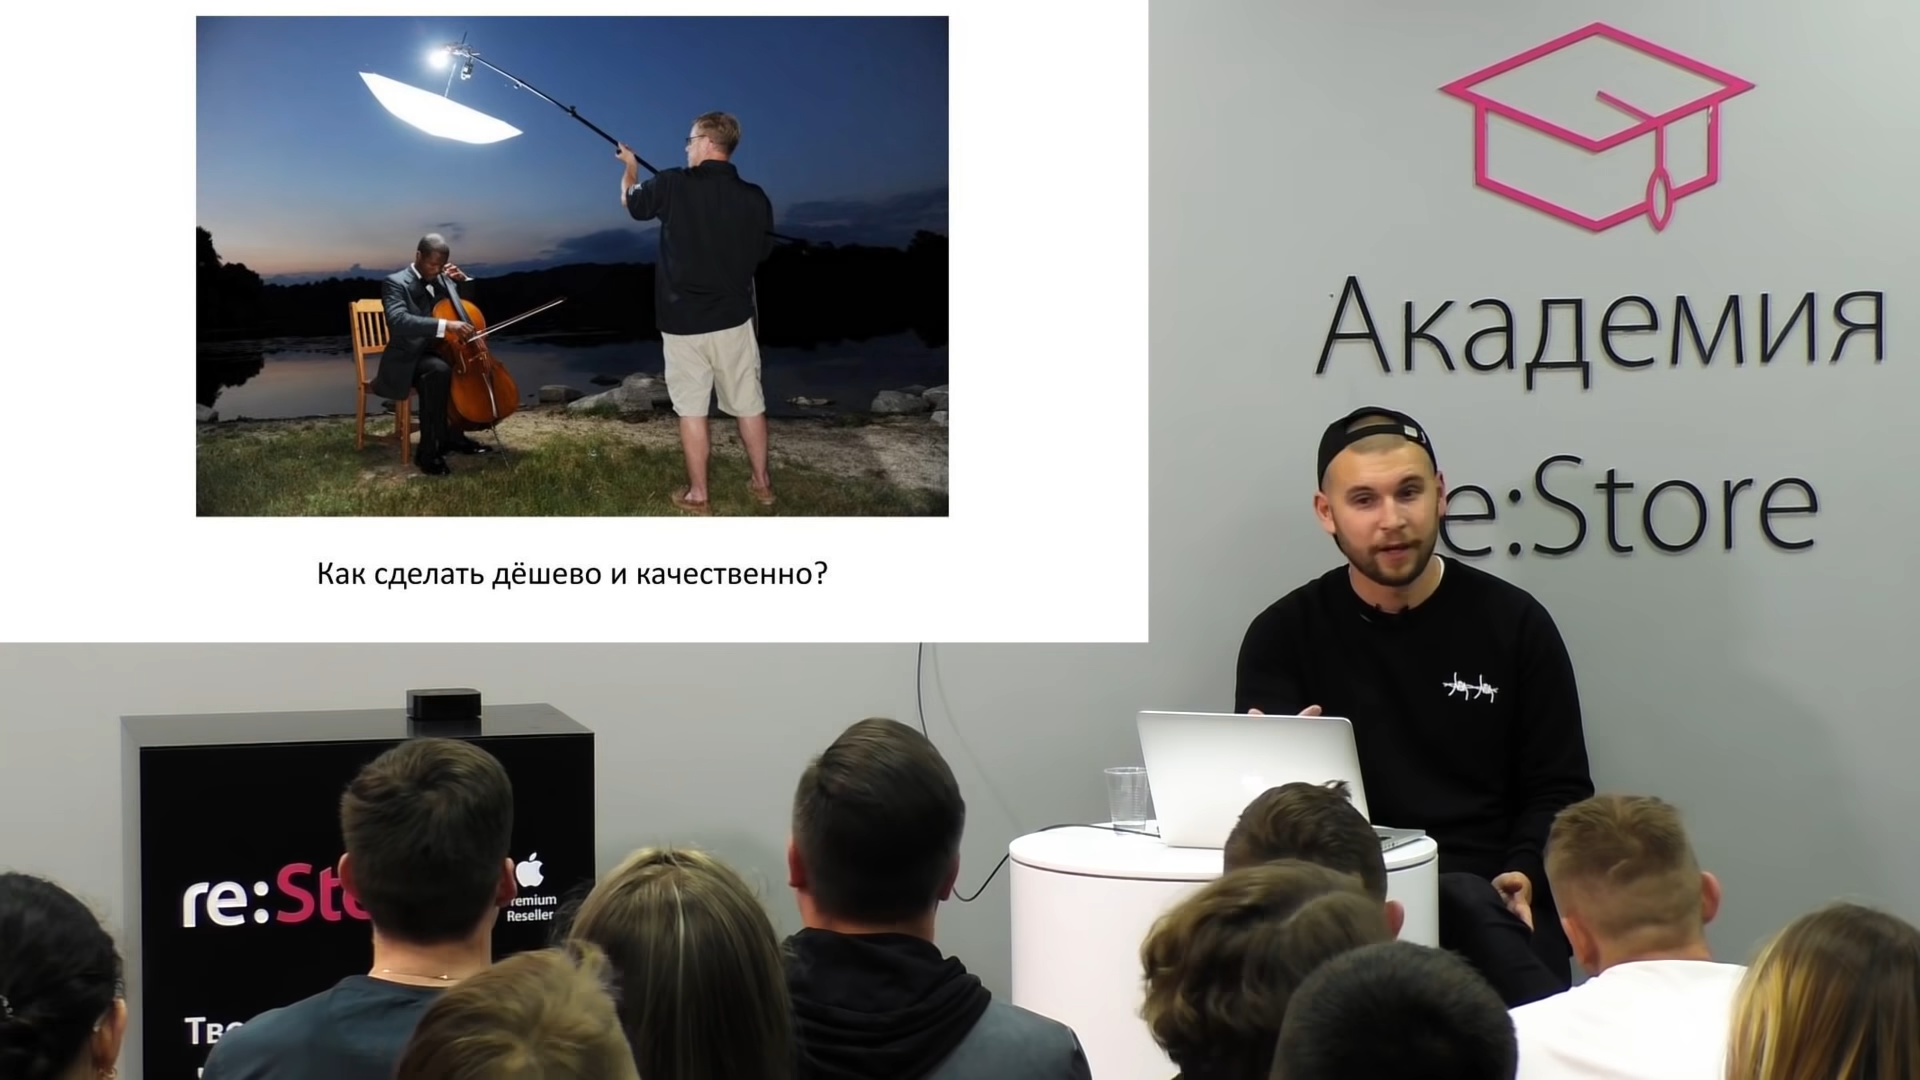 Как сделать дёшево и качественно?
Академия
e:Store
re:Sto
Premium
Reseller